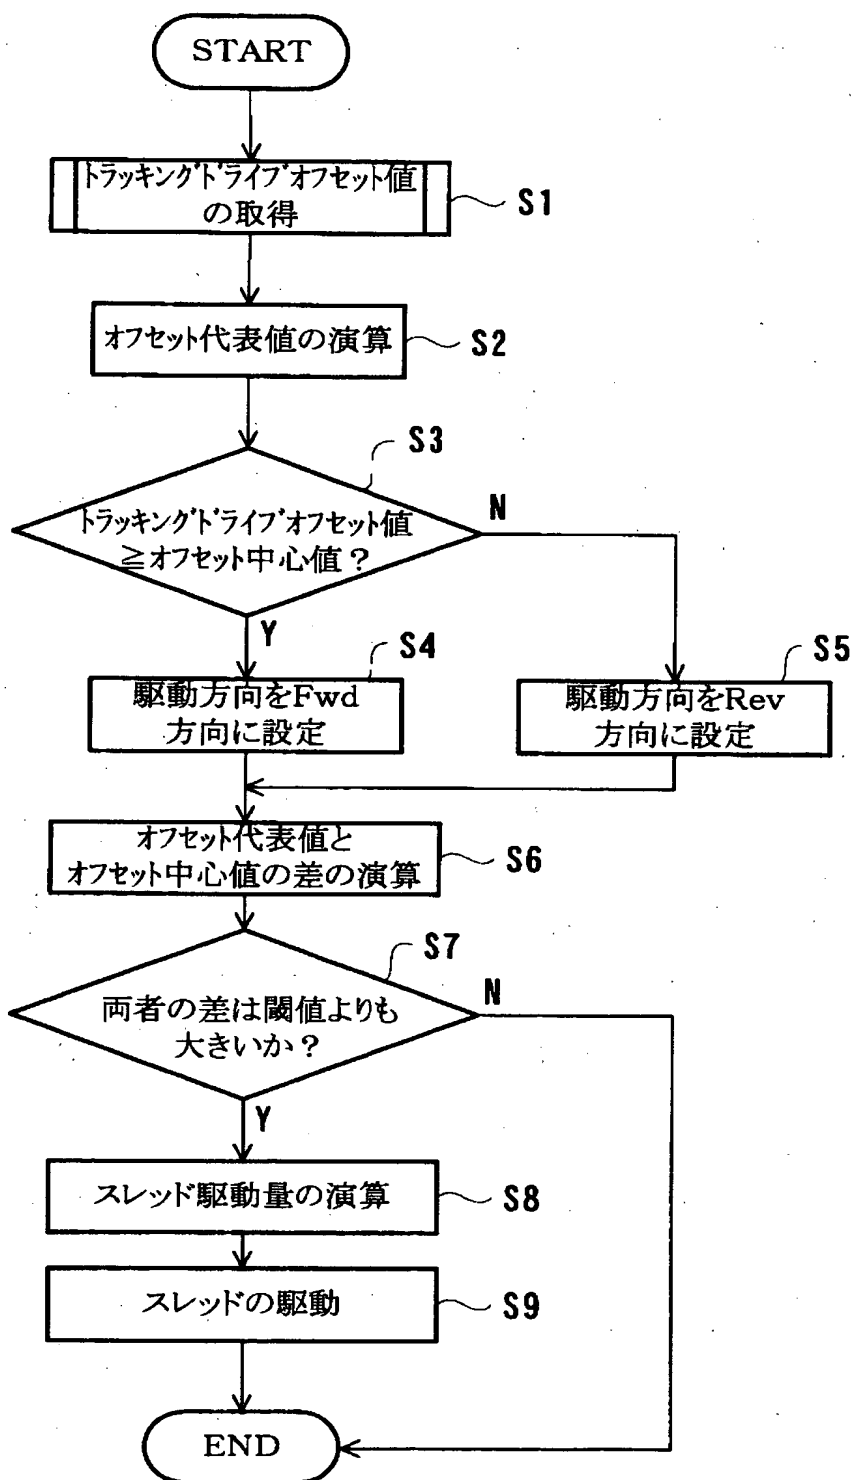 START
トラッキングドライブオフセット値
の取得
S1
オフセット代表値の演算
S2
S3
トラッキングドライブオフセット値
≧オフセット中心値?
N
Y
S4
駆動方向をFwd
方向に設定
S5
駆動方向をRev
方向に設定
オフセット代表値と
オフセット中心値の差の演算
S6
S7
両者の差は閾値よりも
大きいか?
N
Y
スレッド駆動量の演算
S8
スレッドの駆動
S9
END